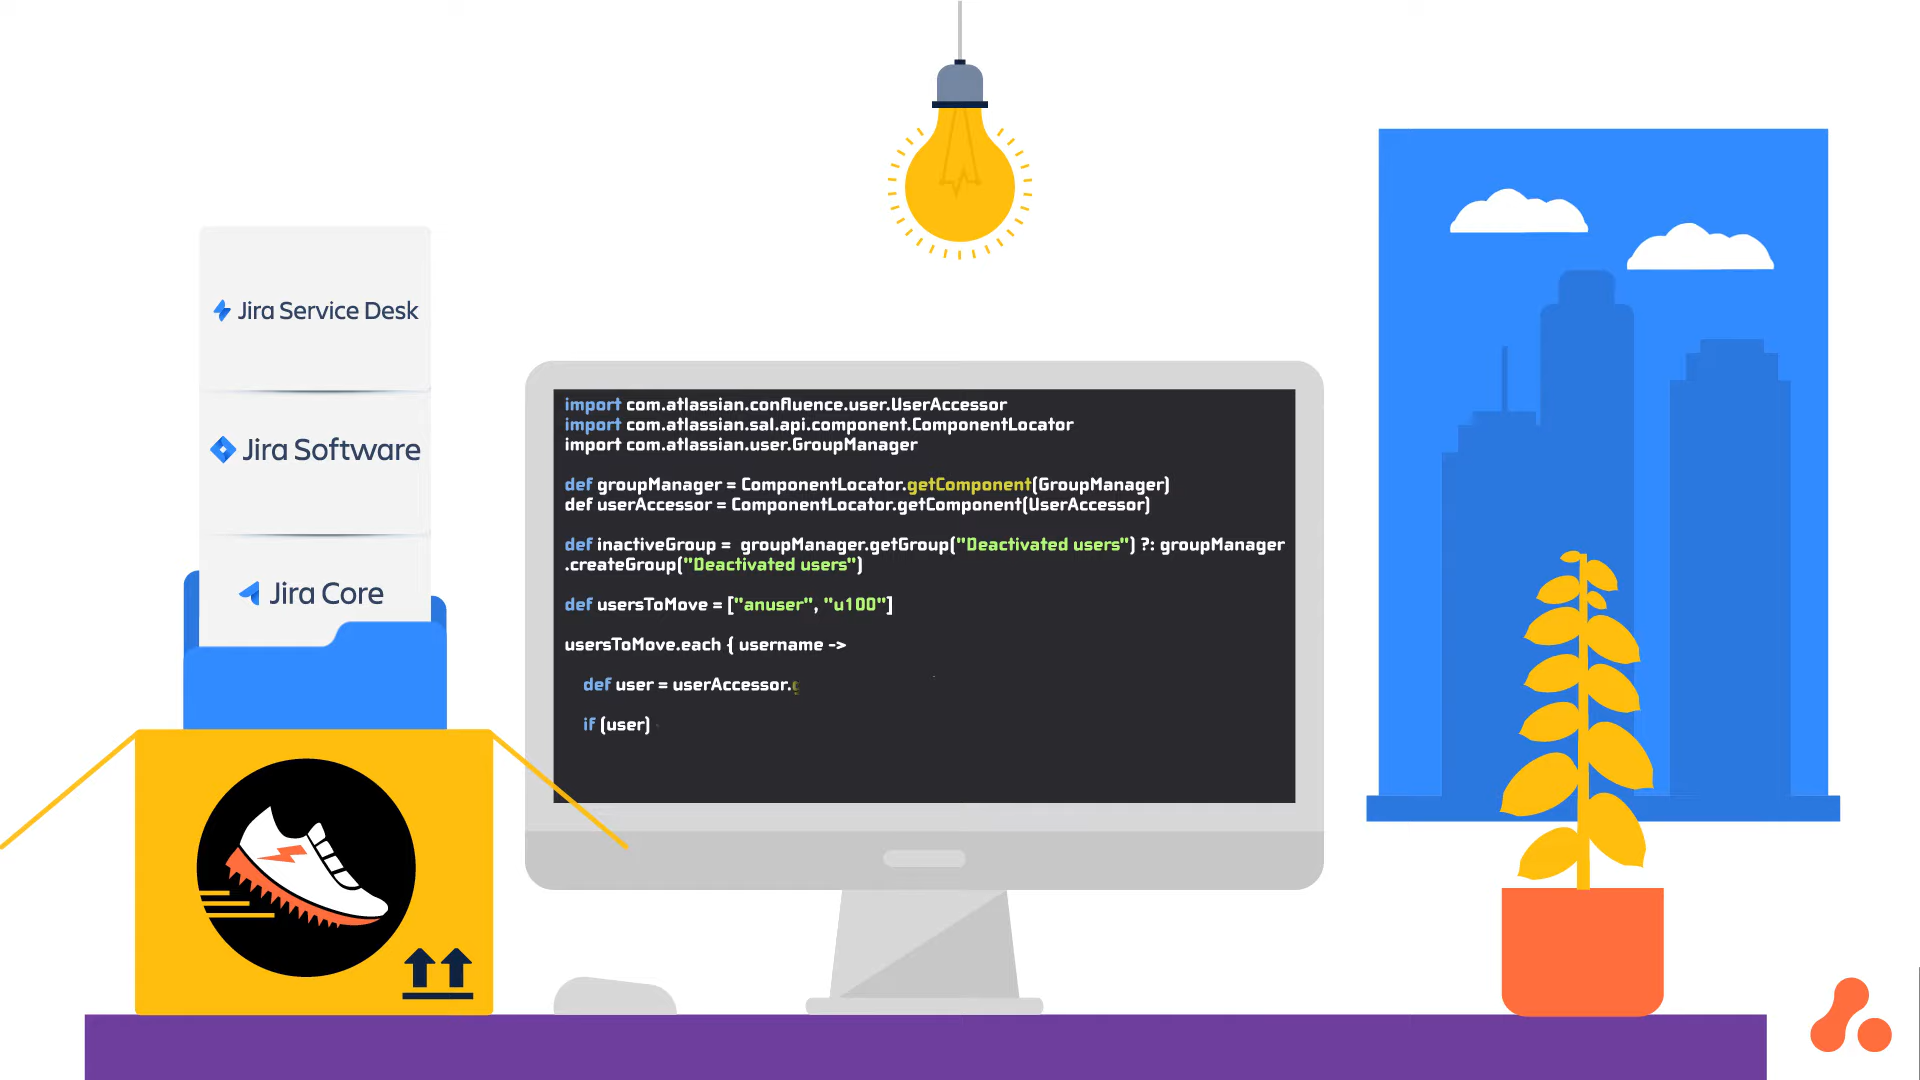 Jira Service Desk
Jira Software
Jira Core
import com.atlassian.confluence.user.UserAccessor
import com.atlassian.sal.api.component.ComponentLocator
import com.atlassian.user.GroupManager
def groupManager = ComponentLocator.getComponent(GroupManager)
def userAccessor = ComponentLocator.getComponent(UserAccessor)
def inactiveGroup =  groupManager.getGroup("Deactivated users") ?: groupManager
.createGroup("Deactivated users")
def usersToMove = ["anuser", "u100"]
usersToMove.each { username ->
def user = userAccessor.g
if (user)